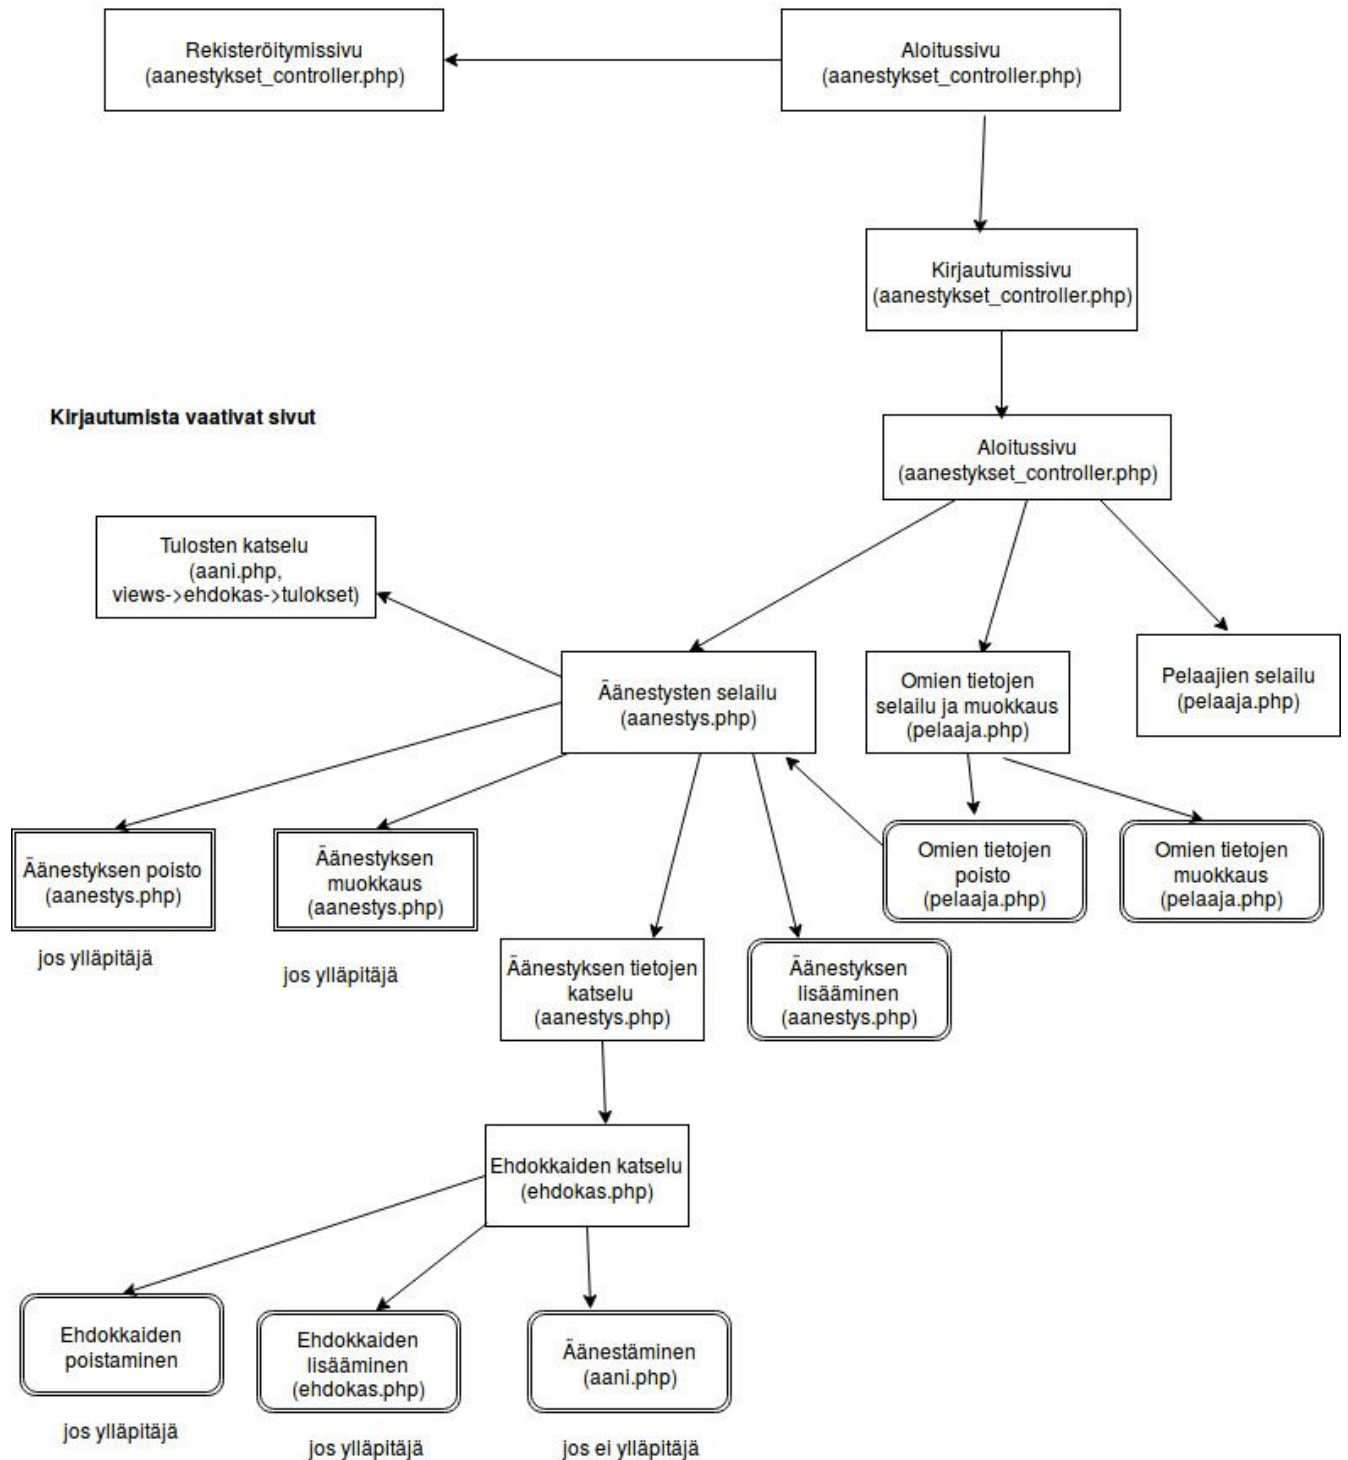 Rekisteröitymissivu
(aanestykset_controller.php)
Aloitussivu
(aanestykset_controller.php)
Kirjautumissivu
(aanestykset_controller.php)
Kirjautumista vaativat sivut
Aloitussivu
(aanestykset_controller.php)
Tulosten katselu
(aani.php,
views->ehdokas->tulokset)
Äänestysten selailu
(aanestys.php)
Omien tietojen
selailu ja muokkaus
(pelaaja.php)
Pelaajien selailu
(pelaaja.php)
Äänestyksen poisto
(aanestys.php)
jos ylläpitäjä
Äänestyksen
muokkaus
(aanestys.php)
jos ylläpitäjä
Omien tietojen
poisto
(pelaaja.php)
Omien tietojen
muokkaus
(pelaaja.php)
Äänestyksen tietojen
katselu
(aanestys.php)
Äänestyksen
lisääminen
(aanestys.php)
Ehdokkaiden katselu
(ehdokas.php)
Ehdokkaiden
poistaminen
jos ylläpitäjä
Ehdokkaiden
lisääminen
(ehdokas.php)
jos ylläpitäjä
Äänestäminen
(aani.php)
jos ei ylläpitäjä